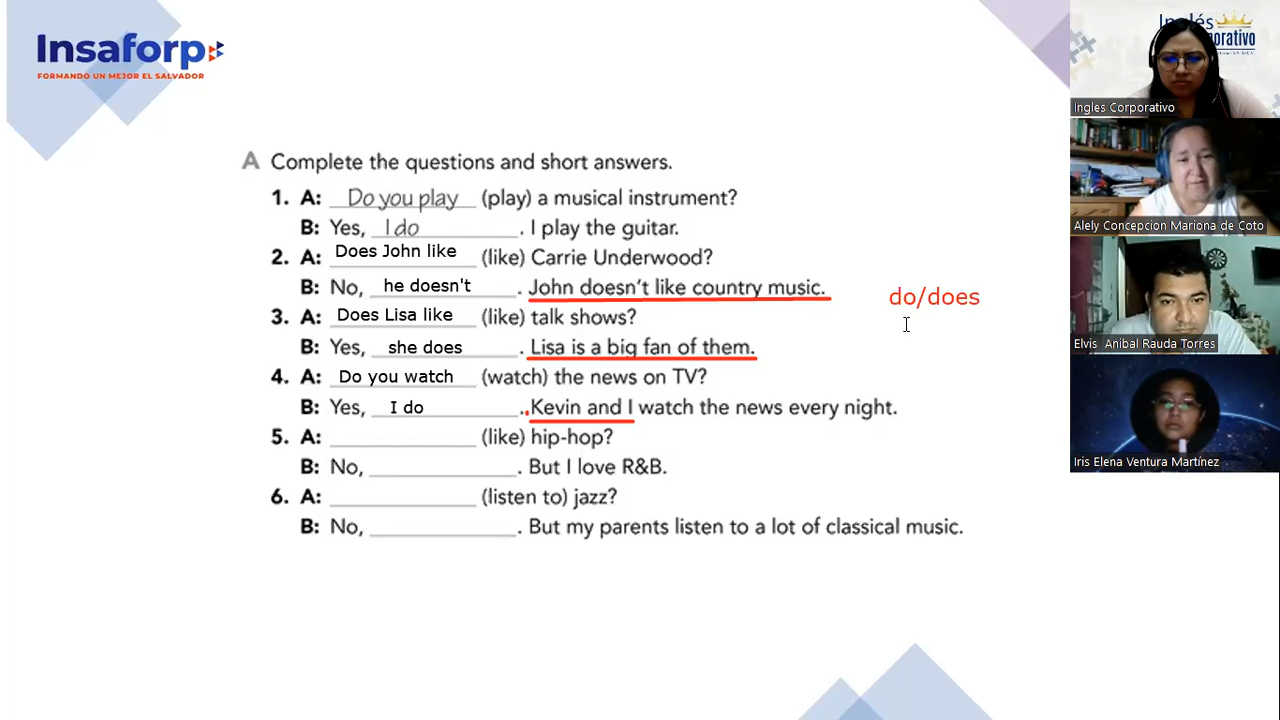 Insaforp
FORMANDO UN MEJOR EL SALVADOR
A Complete the questions and short answers.
1. A: Do you play (play) a musical instrument?
B: Yes, I do. I play the guitar.
2. A: Does John like (like) Carrie Underwood?
B: No, he doesn't. John doesn't like country music.
3. A: Does Lisa like (like) talk shows?
B: Yes, she does. Lisa is a big fan of them.
4. A: Do you watch (watch) the news on TV?
B: Yes, I do. Kevin and I watch the news every night.
5. A: (like) hip-hop?
B: No, . But I love R&B.
6. A: (listen to) jazz?
B: No, . But my parents listen to a lot of classical music.
do/does
Ingles Corporativo
Alely Concepcion Mariona de Coto
Elvis Anibal Rauda Torres
Iris Elena Ventura Martínez